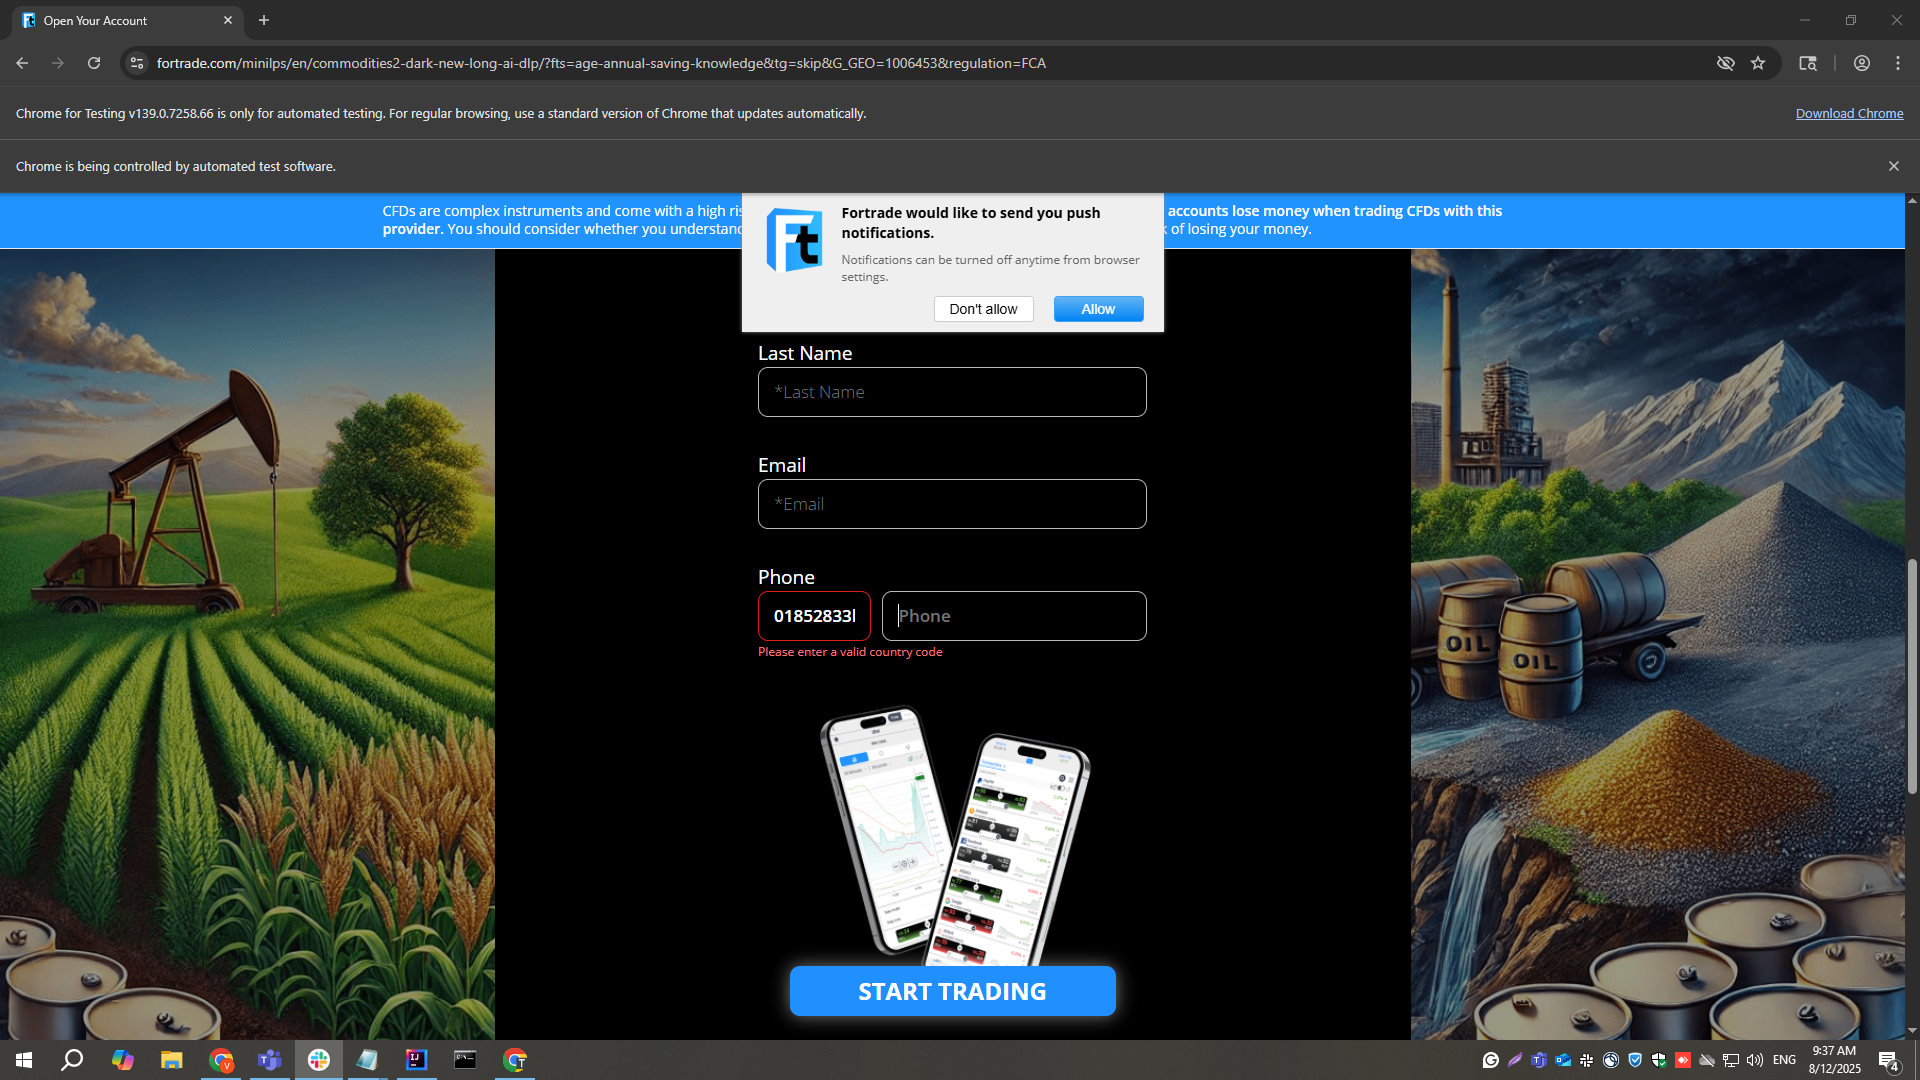 Open Your Account
fortrade.com/minilps/en/commodities2-dark-new-long-ai-dlp/?fts=age-annual-saving-knowledge&tg=skip&G_GEO=1006453&regulation=FCA
Chrome for Testing v139.0.7258.66 is only for automated testing. For regular browsing, use a standard version of Chrome that updates automatically.
Download Chrome
Chrome is being controlled by automated test software.
CFDs are complex instruments and come with a high
accounts lose money when trading CFDs with this
provider. You should consider whether you
of losing your money.
Fortrade would like to send you push
notifications.
Notifications can be turned off anytime from browser
settings.
Don't allow
Allow
Last Name
*Last Name
Email
*Email
Phone
01852833
Phone
Please enter a valid country code
OIL
OIL
START TRADING
ENG
9:37 AM
8/12/2025
4